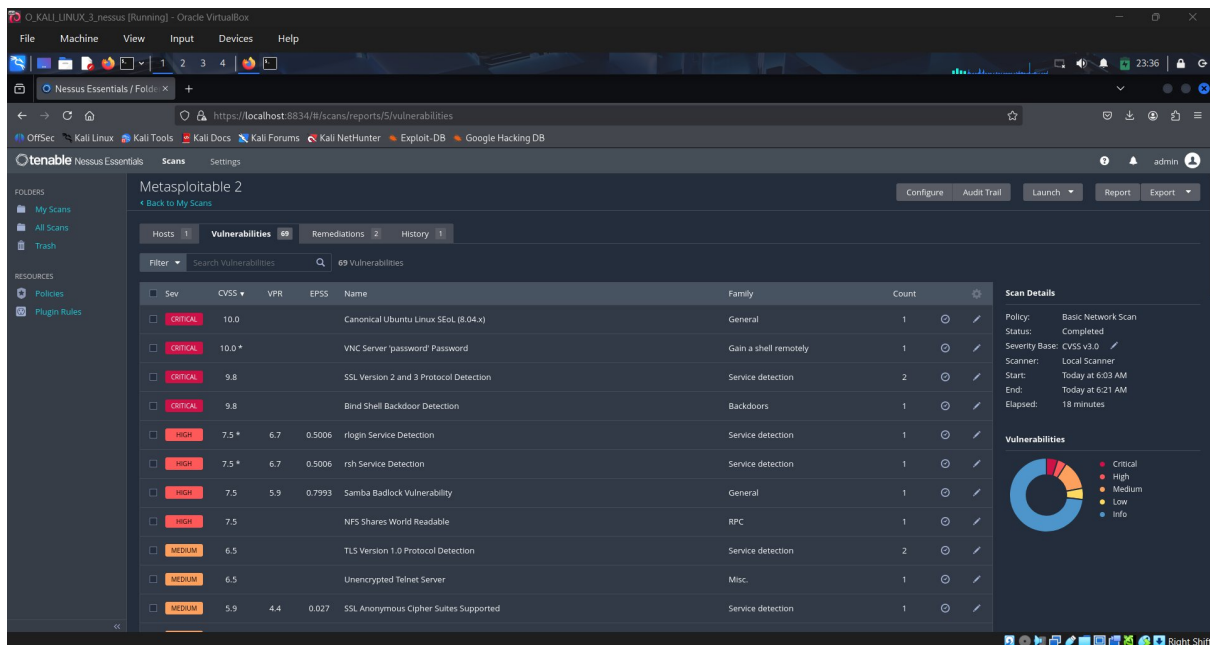 O_KALI_LINUX_3_nessus [Running] - Oracle VirtualBox
File Machine View Input Devices Help
1 2 3 4 23:36
Nessus Essentials / Folde
https://localhost:8834/#/scans/reports/5/vulnerabilities
OffSec Kali Linux Kali Tools Kali Docs Kali Forums Kali NetHunter Exploit-DB Google Hacking DB
tenable Nessus Essentials Scans Settings admin
FOLDERS
My Scans
All Scans
Trash
RESOURCES
Policies
Plugin Rules
Metasploitable 2
Back to My Scans
Configure Audit Trail Launch Report Export
Hosts 1 Vulnerabilities 69 Remediations 2 History 1
Filter Search Vulnerabilities 69 Vulnerabilities
Sev CVSS VPR EPSS Name Family Count
CRITICAL 10.0 Canonical Ubuntu Linux SEoL (8.04.x) General 1
CRITICAL 10.0 * VNC Server 'password' Password Gain a shell remotely 1
CRITICAL 9.8 SSL Version 2 and 3 Protocol Detection Service detection 2
CRITICAL 9.8 Bind Shell Backdoor Detection Backdoors 1
HIGH 7.5 * 6.7 0.5006 rlogin Service Detection Service detection 1
HIGH 7.5 * 6.7 0.5006 rsh Service Detection Service detection 1
HIGH 7.5 5.9 0.7993 Samba Badlock Vulnerability General 1
HIGH 7.5 NFS Shares World Readable RPC 1
MEDIUM 6.5 TLS Version 1.0 Protocol Detection Service detection 2
MEDIUM 6.5 Unencrypted Telnet Server Misc. 1
MEDIUM 5.9 4.4 0.027 SSL Anonymous Cipher Suites Supported Service detection 1
Scan Details
Policy: Basic Network Scan
Status: Completed
Severity Base: CVSS v3.0
Scanner: Local Scanner
Start: Today at 6:03 AM
End: Today at 6:21 AM
Elapsed: 18 minutes
Vulnerabilities
Critical
High
Medium
Low
Info
Right Shift